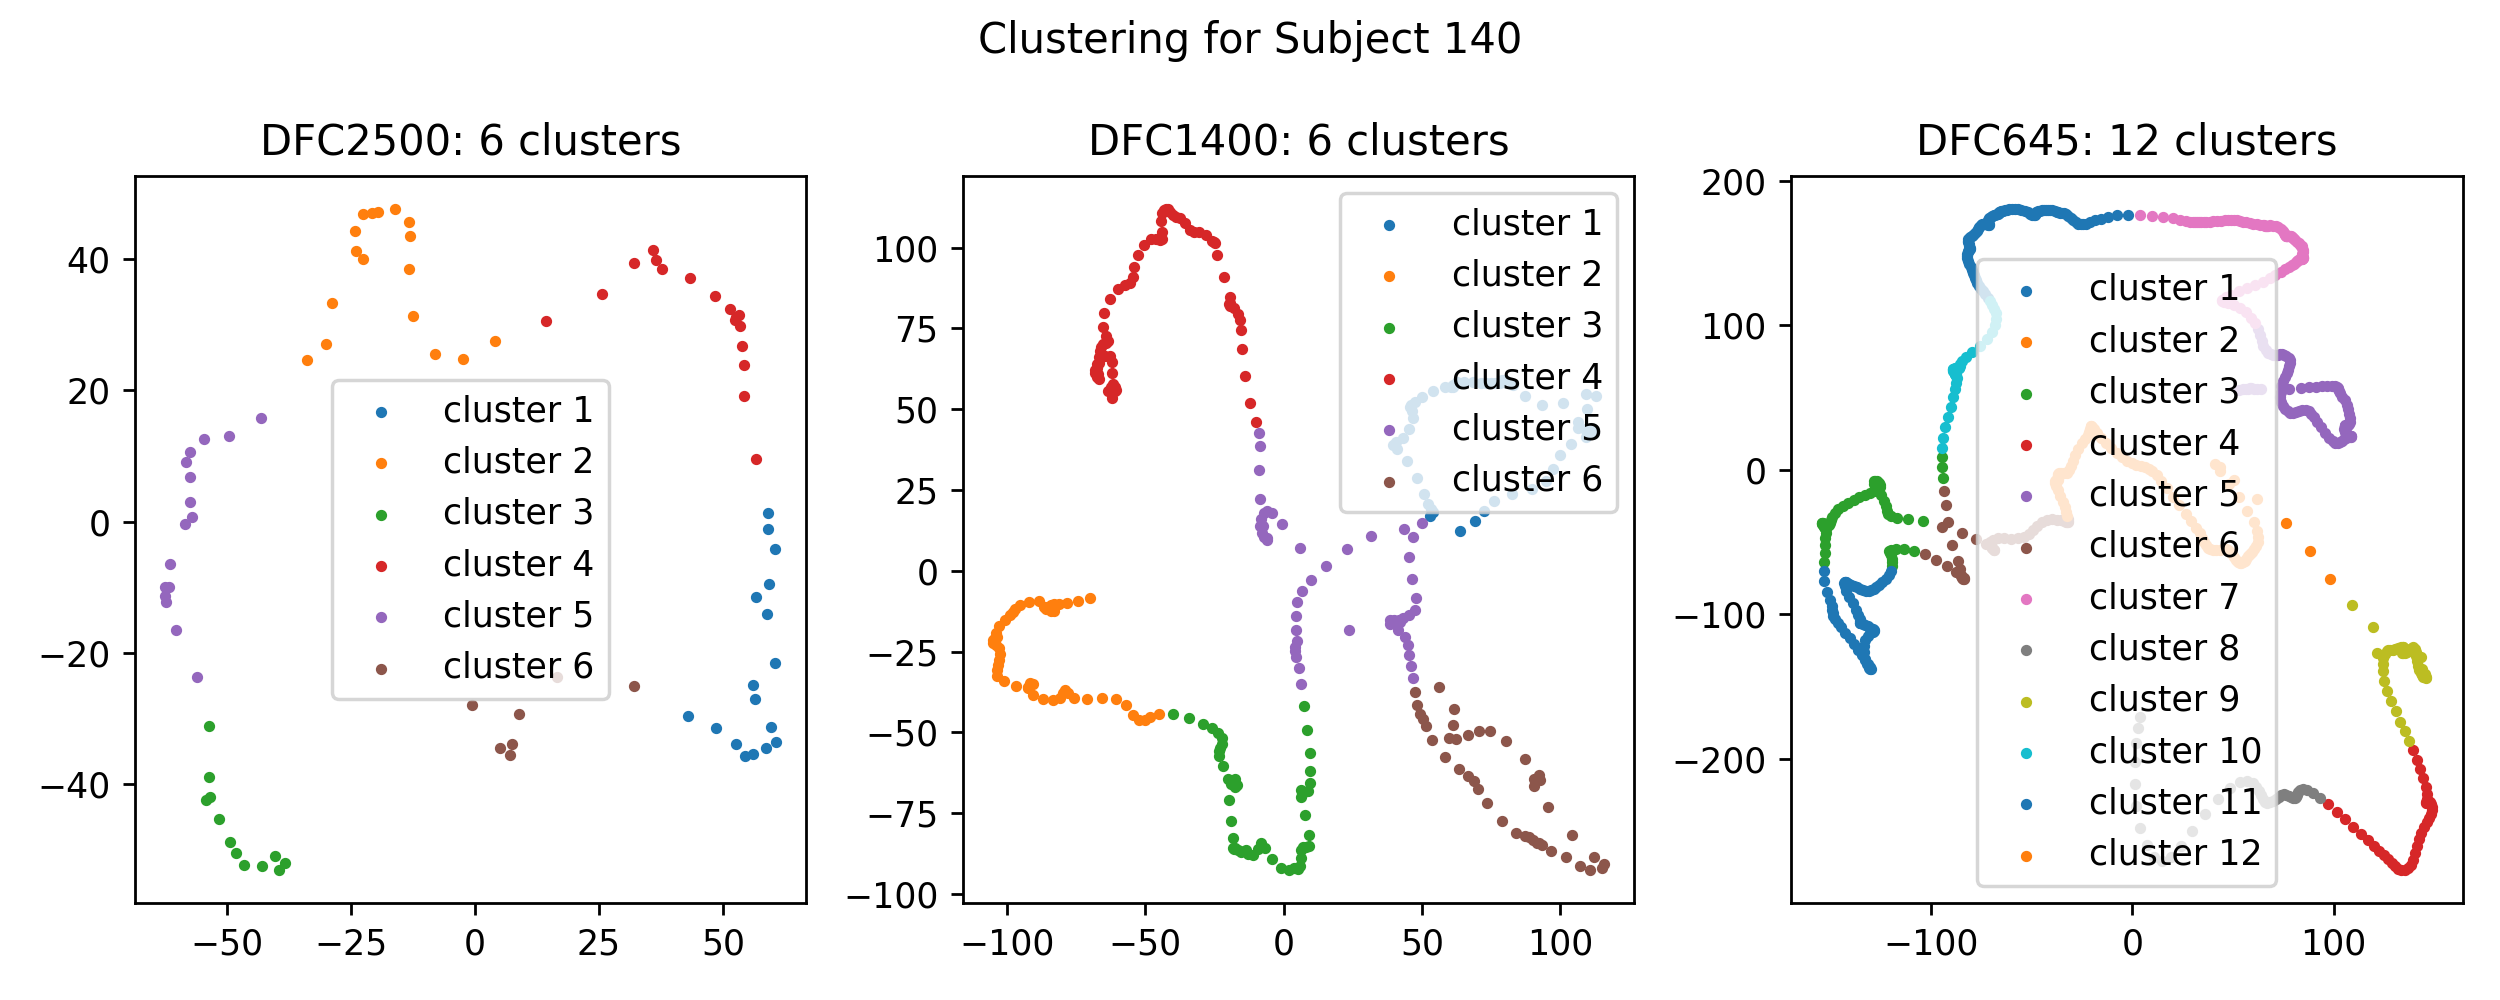 Clustering for Subject 140
DFC2500: 6 clusters
40
20
0
−20
−40
−50
−25
0
25
50
cluster 1
cluster 2
cluster 3
cluster 4
cluster 5
cluster 6
DFC1400: 6 clusters
100
75
50
25
0
−25
−50
−75
−100
−100
−50
0
50
100
cluster 1
cluster 2
cluster 3
cluster 4
cluster 5
cluster 6
DFC645: 12 clusters
200
100
0
−100
−200
−100
0
100
cluster 1
cluster 2
cluster 3
cluster 4
cluster 5
cluster 6
cluster 7
cluster 8
cluster 9
cluster 10
cluster 11
cluster 12